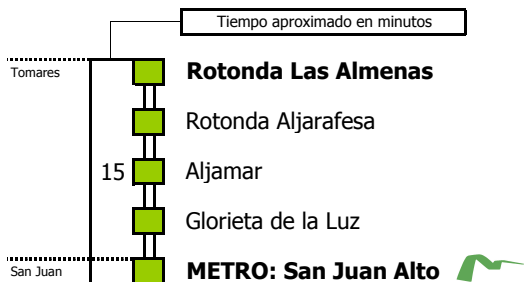 Tiempo aproximado en minutos
Tomares
Rotonda Las Almenas
Rotonda Aljarafesa
15
Aljamar
Glorieta de la Luz
San Juan
METRO: San Juan Alto